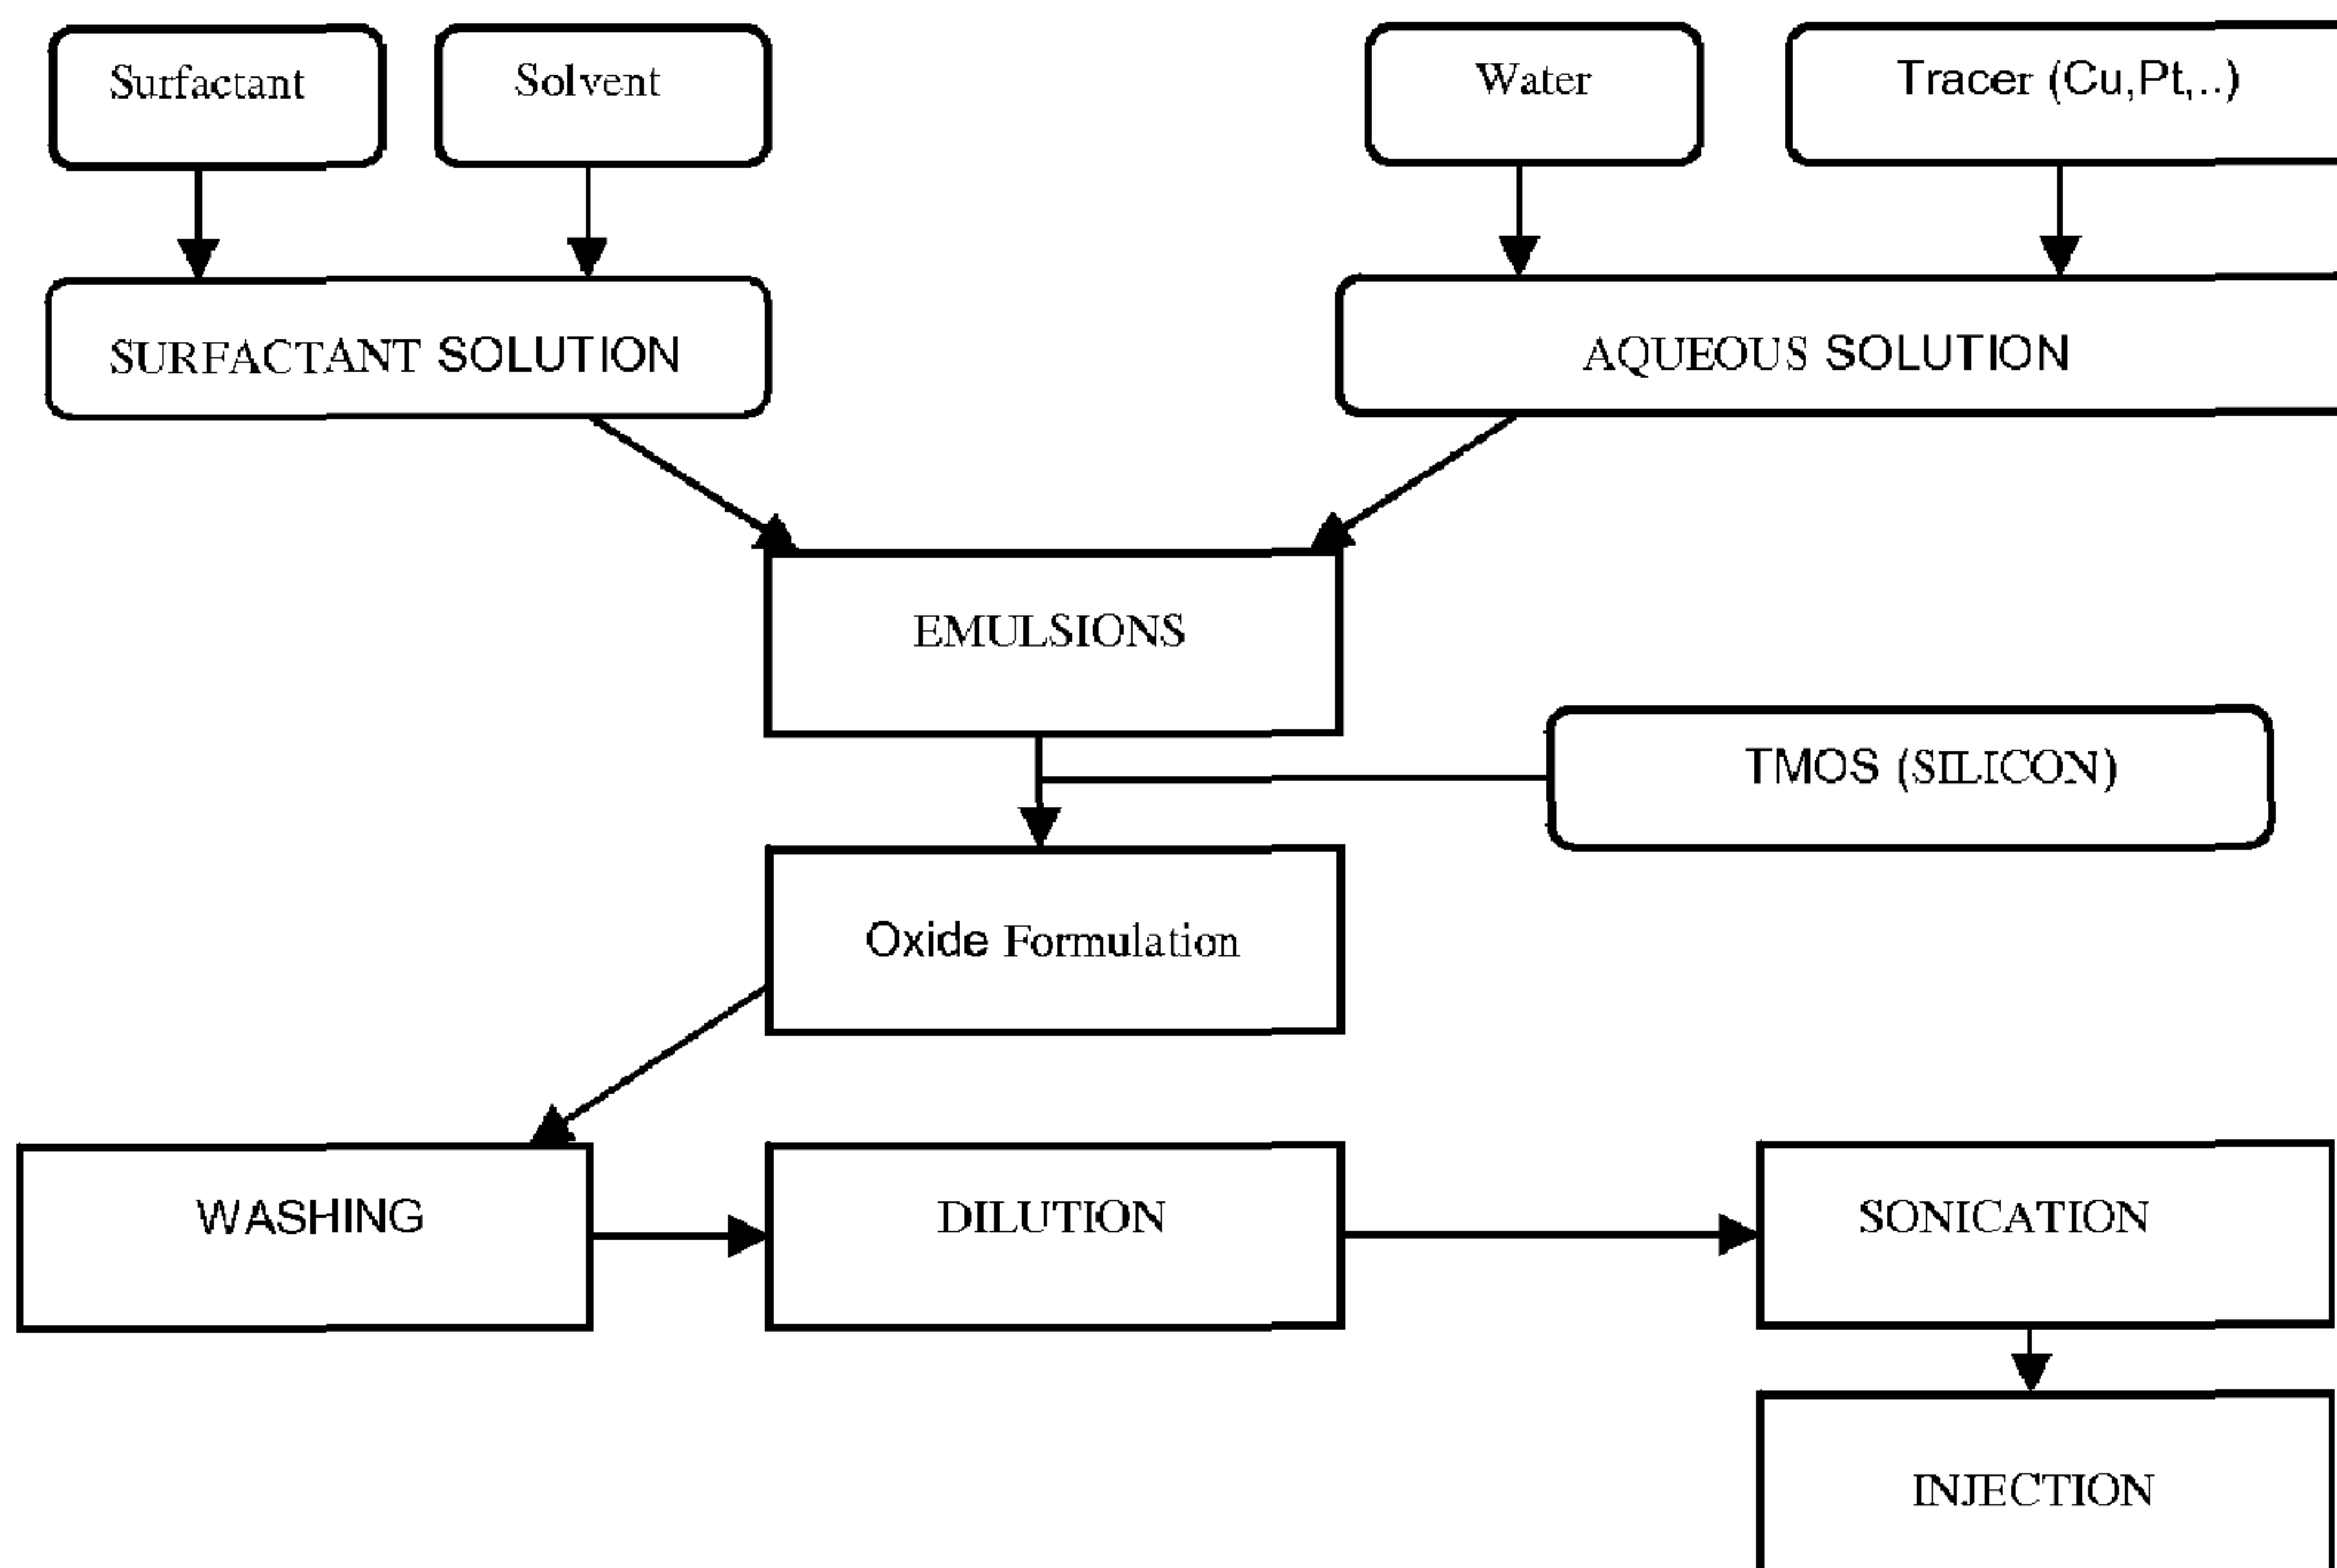 Surfactant
Solvent
Water
Tracer (Cu,Pt,..)
SURFACTANT SOLUTION
AQUEOUS SOLUTION
EMULSIONS
TMOS (SILICON)
Oxide Formulation
WASHING
DILUTION
SONICATION
INJECTION